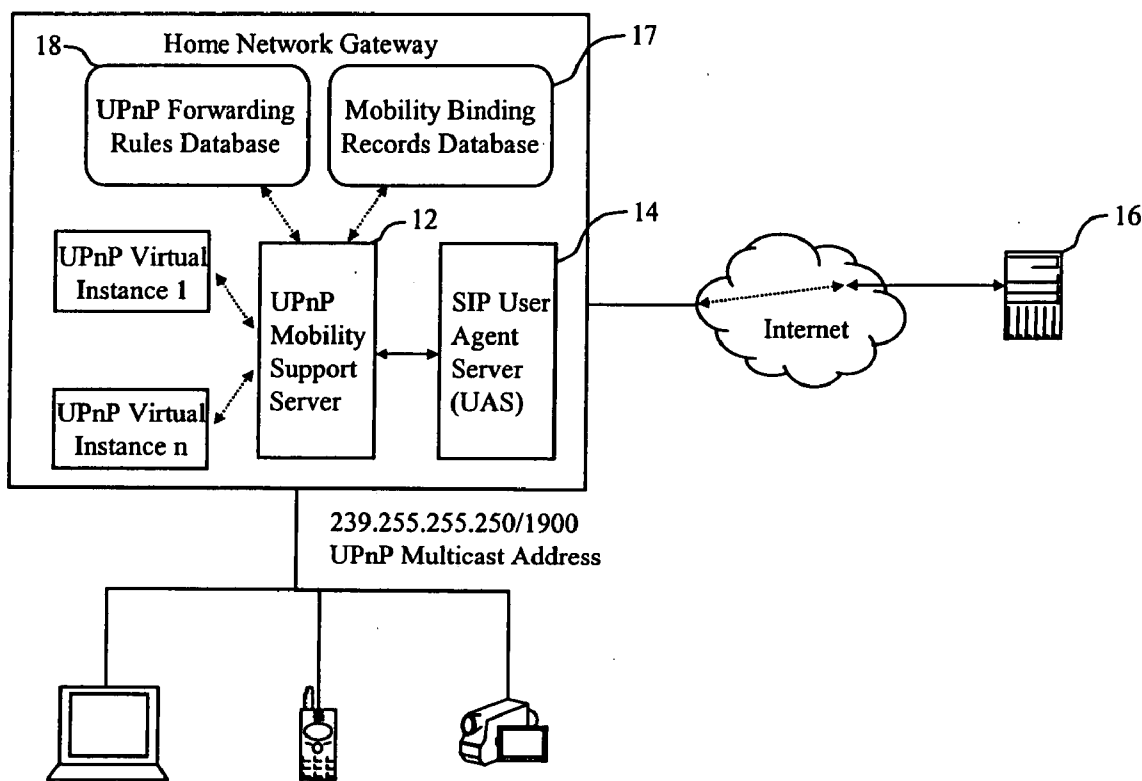 Home Network Gateway
18
17
UPnP Forwarding
Rules Database
Mobility Binding
Records Database
12
14
16
UPnP Virtual
Instance 1
UPnP
Mobility
Support
Server
SIP User
Agent
Server
(UAS)
Internet
UPnP Virtual
Instance n
239.255.255.250/1900
UPnP Multicast Address